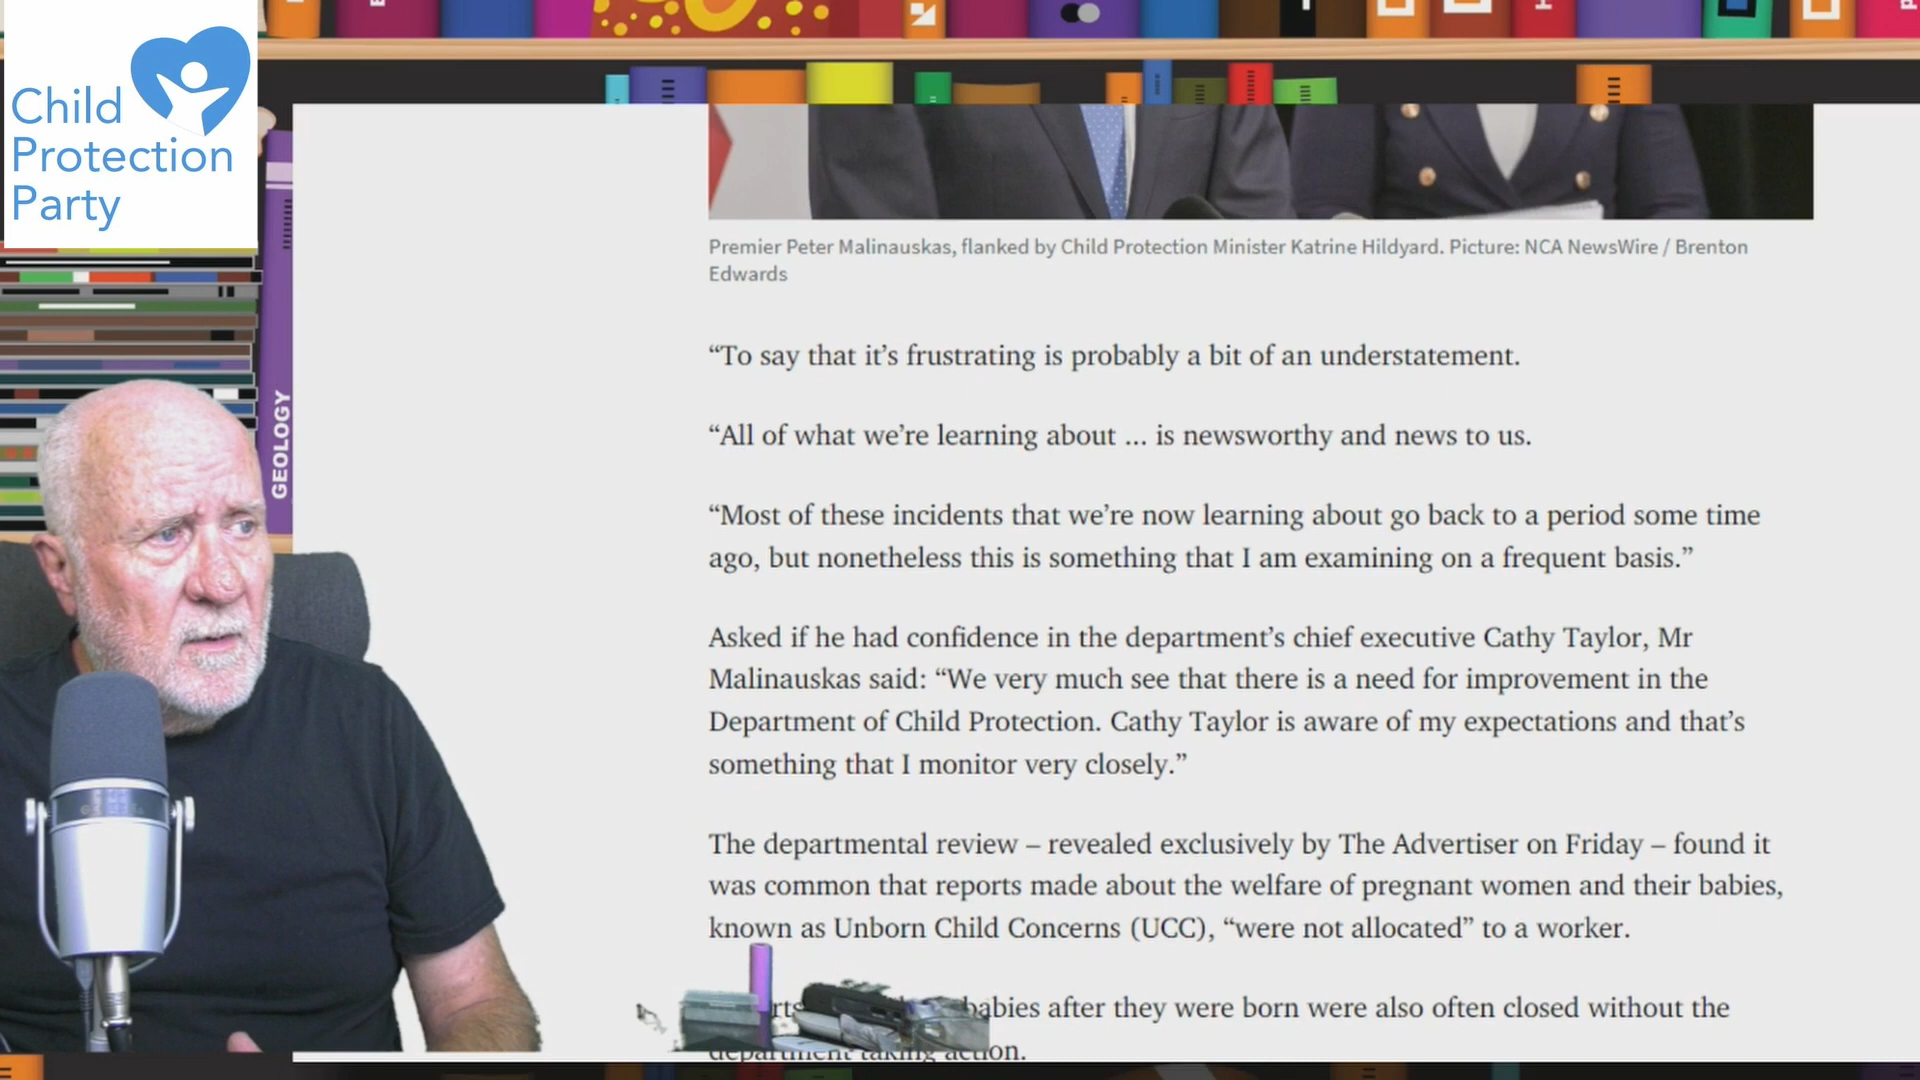 Child
Protection
Party
GEOLOGY
Premier Peter Malinauskas, flanked by Child Protection Minister Katrine Hildyard. Picture: NCA NewsWire / Brenton
Edwards
“To say that it’s frustrating is probably a bit of an understatement.
“All of what we’re learning about ... is newsworthy and news to us.
“Most of these incidents that we’re now learning about go back to a period some time
ago, but nonetheless this is something that I am examining on a frequent basis.”
Asked if he had confidence in the department’s chief executive Cathy Taylor, Mr
Malinauskas said: “We very much see that there is a need for improvement in the
Department of Child Protection. Cathy Taylor is aware of my expectations and that’s
something that I monitor very closely.”
The departmental review – revealed exclusively by The Advertiser on Friday – found it
was common that reports made about the welfare of pregnant women and their babies,
known as Unborn Child Concerns (UCC), “were not allocated” to a worker.
babies after they were born were also often closed without the
department taking action.